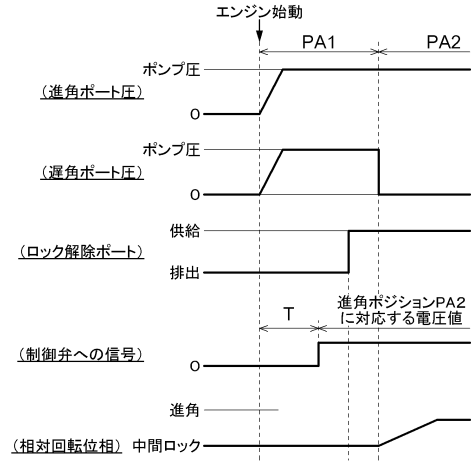 エンジン始動
PA1
PA2
ポンプ圧
(進角ポート圧)
0
ポンプ圧
(遅角ポート圧)
0
供給
(ロック解除ポート)
排出
T
進角ポジションPA2
に対応する電圧値
(制御弁への信号)
0
進角
(相対回転位相) 中間ロック